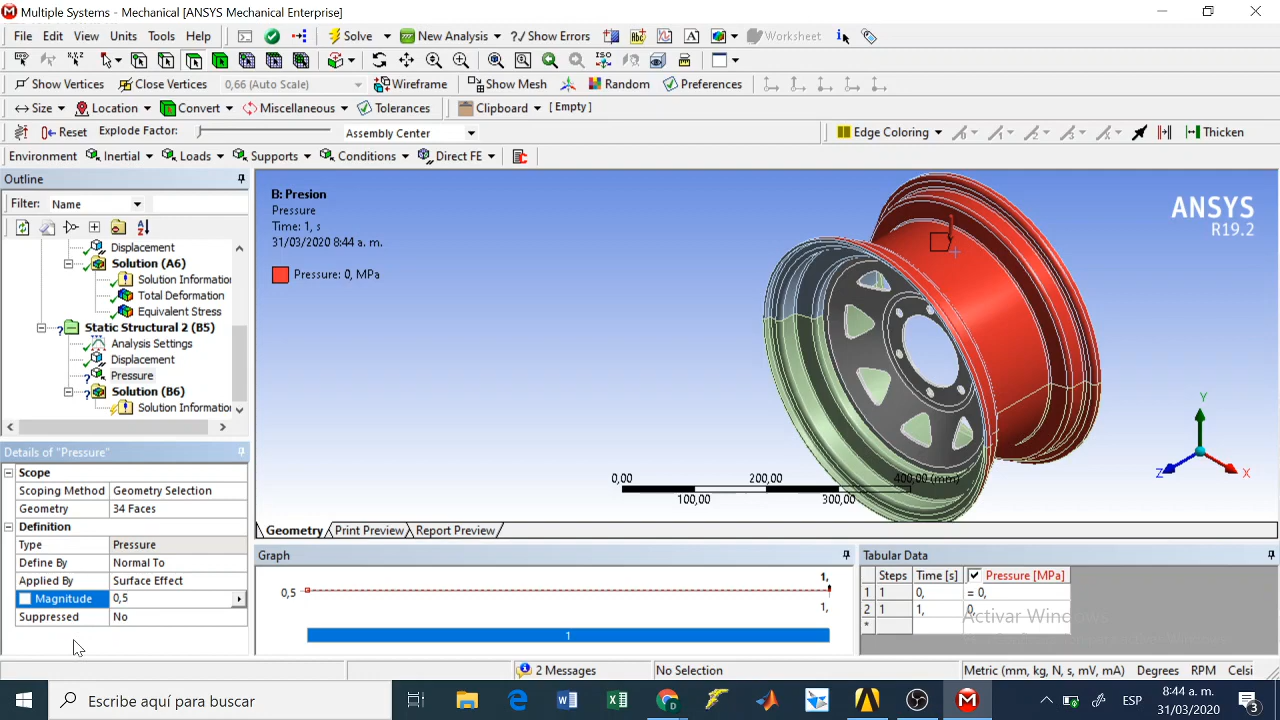 Multiple Systems - Mechanical [ANSYS Mechanical Enterprise]
File Edit View Units Tools Help Solve New Analysis ?/ Show Errors Worksheet
Show Vertices Close Vertices 0,66 (Auto Scale) Wireframe Show Mesh Random Preferences
Size Location Convert Miscellaneous Tolerances Clipboard [ Empty ]
Reset Explode Factor: Assembly Center Edge Coloring Thicken
Environment Inertial Loads Supports Conditions Direct FE
Outline
Filter: Name
Displacement
Solution (A6)
Solution Informatio
Total Deformation
Equivalent Stress
Static Structural 2 (B5)
Analysis Settings
Displacement
Pressure
Solution (B6)
Solution Informatio
Details of "Pressure"
Scope
Scoping Method Geometry Selection
Geometry 34 Faces
Definition
Type Pressure
Define By Normal To
Applied By Surface Effect
Magnitude 0,5
Suppressed No
B: Presion
Pressure
Time: 1, s
31/03/2020 8:44 a. m.
Pressure: 0, MPa
ANSYS
R19.2
0,00 200,00 400,00 (mm)
100,00 300,00
Y
Z X
Geometry Print Preview Report Preview
Graph
1,
0,5
1,
1
Tabular Data
Steps Time [s] Pressure [MPa]
1 1 0, = 0,
2 1 1, 0,
*
Activar Windows
2 Messages No Selection Metric (mm, kg, N, s, mV, mA) Degrees RPM Celsi
Escribe aquí para buscar
ESP
8:44 a. m.
31/03/2020
3